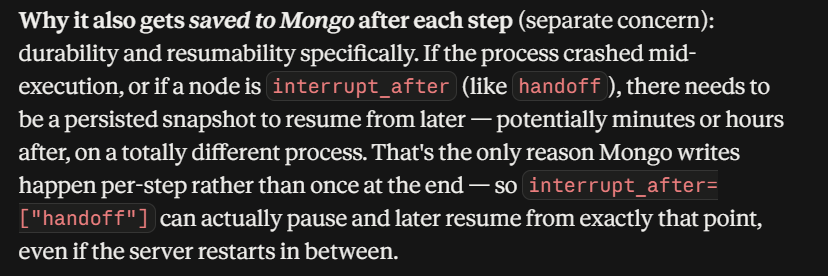 Why it also gets saved to Mongo after each step (separate concern):
durability and resumability specifically. If the process crashed mid-
execution, or if a node is interrupt_after (like handoff), there needs to
be a persisted snapshot to resume from later — potentially minutes or hours
after, on a totally different process. That's the only reason Mongo writes
happen per-step rather than once at the end — so interrupt_after=
["handoff"] can actually pause and later resume from exactly that point,
even if the server restarts in between.